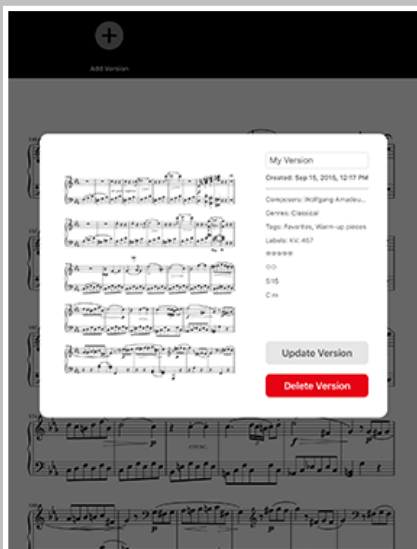 Add Version
My Version
Created: Sep 15, 2015, 12:17 PM
Composers: Wolfgang Amadeu...
Genres: Classical
Tags: Favorites, Warm-up pieces
Labels: KV. 457
5:15
C m
Update Version
Delete Version
p
p
p
p